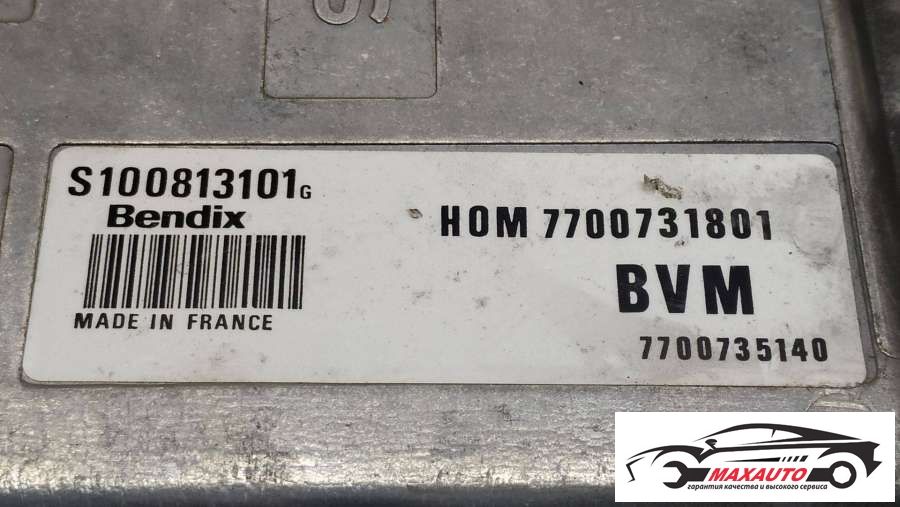 S100813101G
Bendix
MADE IN FRANCE
HOM 7700731801
BVM
7700735140
MAXAUTO
гарантия качества и высокого сервиса